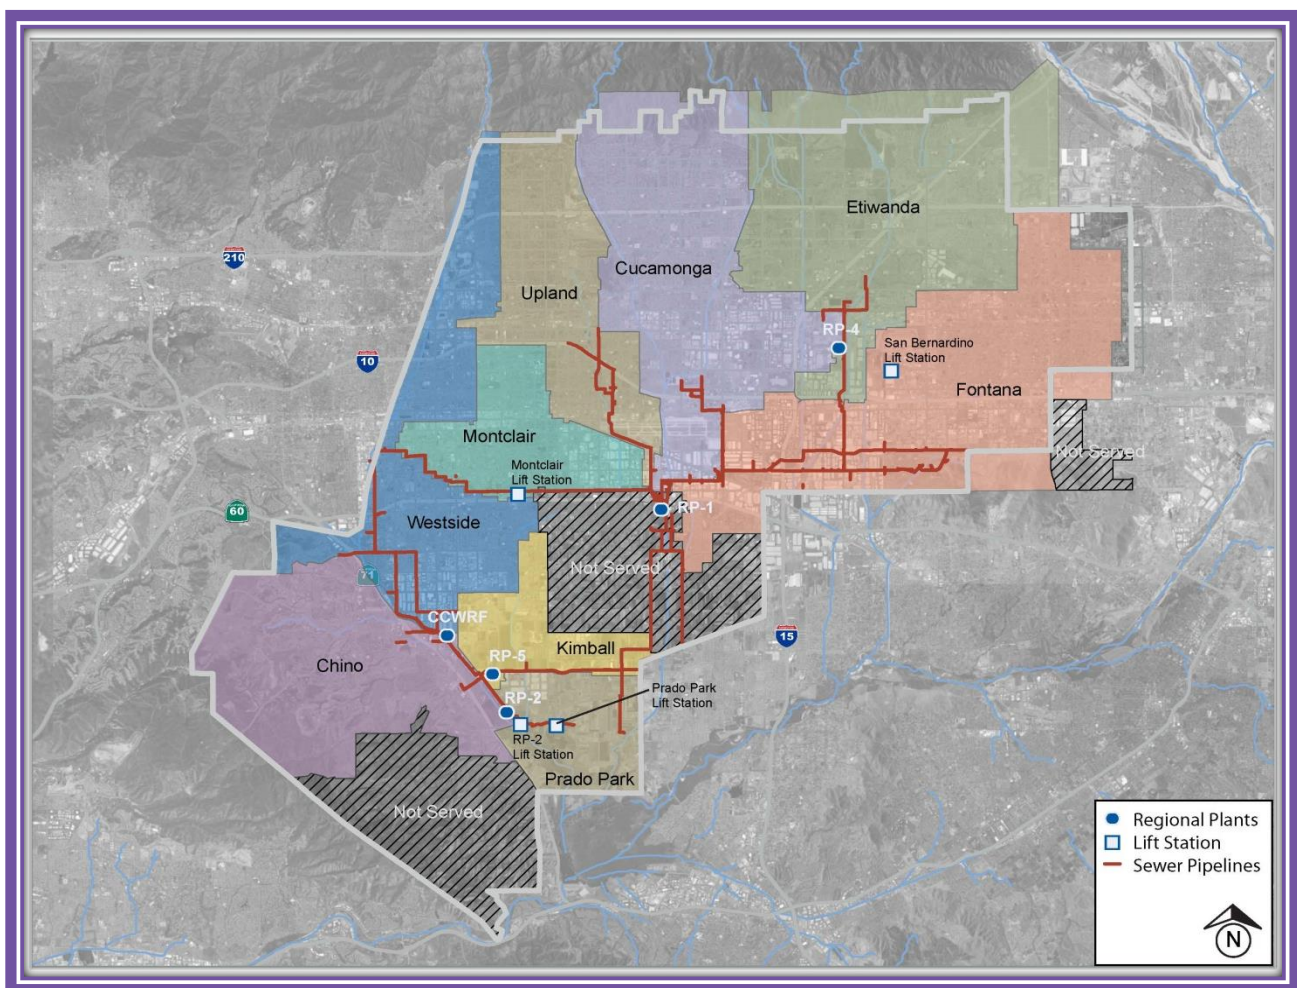 LI
Etiwanda
210
Cucamonga
Upland
RP-4
10
San Bernardino
Lift Station
Fontana
Montclair
Not Served
Montclair
Lift Station
60
RP-1
Westside
Not Served
71
CCWRF
15
Kimball
RP-5
Chino
Prado Park
Lift Station
RP-2
RP-2
Lift Station
Prado Park
Not Served
Regional Plants
Lift Station
Sewer Pipelines
N